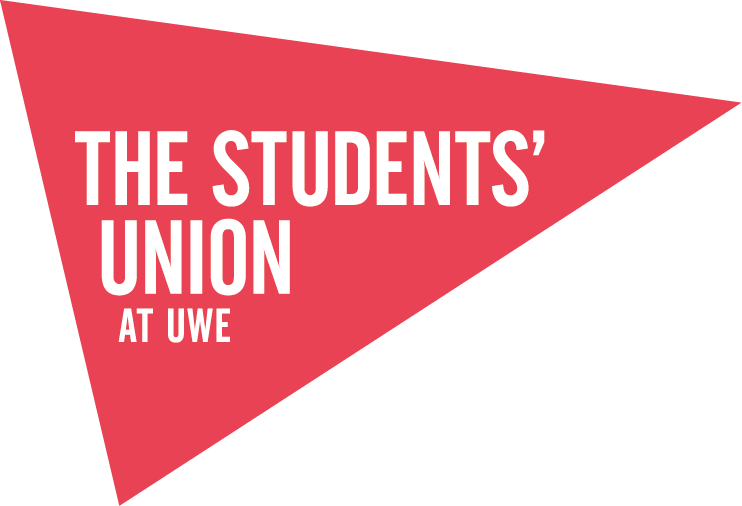 THE STUDENTS’
UNION
AT UWE